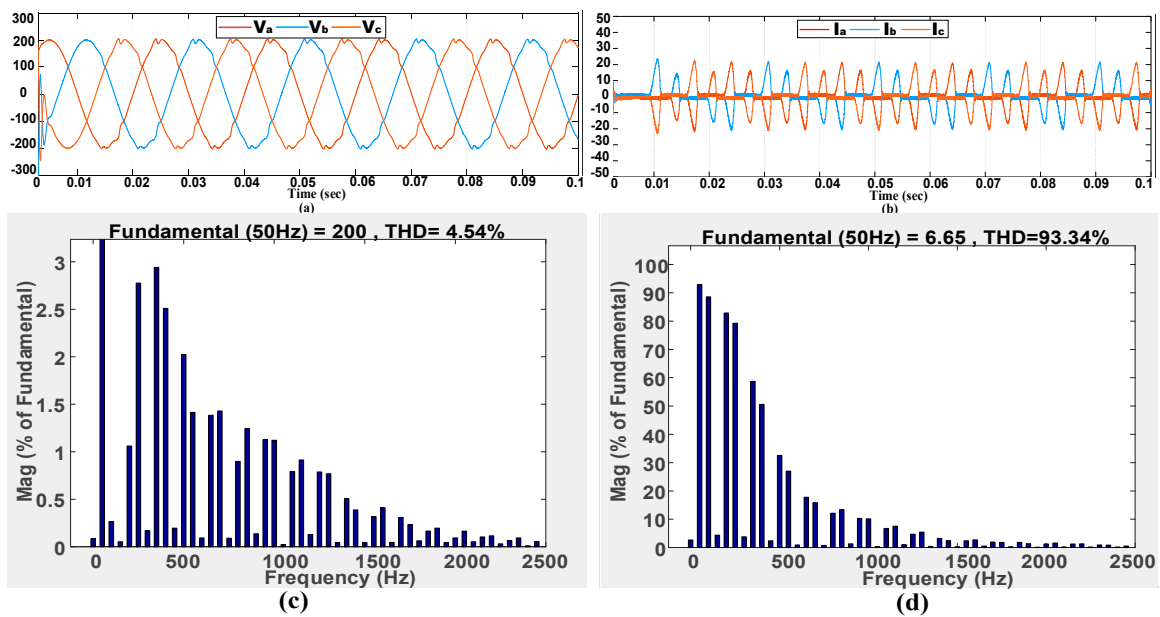 Va Vb Vc
300
200
100
0
-100
-200
-300
0 0.01 0.02 0.03 0.04 0.05 0.06 0.07 0.08 0.09 0.1
Time (sec)
(a)
Ia Ib Ic
50
40
30
20
10
0
-10
-20
-30
-40
-50
0 0.01 0.02 0.03 0.04 0.05 0.06 0.07 0.08 0.09 0.1
Time (sec)
(b)
Fundamental (50Hz) = 200 , THD= 4.54%
Mag (% of Fundamental)
3
2.5
2
1.5
1
0.5
0
0 500 1000 1500 2000 2500
Frequency (Hz)
(c)
Fundamental (50Hz) = 6.65 , THD=93.34%
Mag (% of Fundamental)
100
90
80
70
60
50
40
30
20
10
0
0 500 1000 1500 2000 2500
Frequency (Hz)
(d)